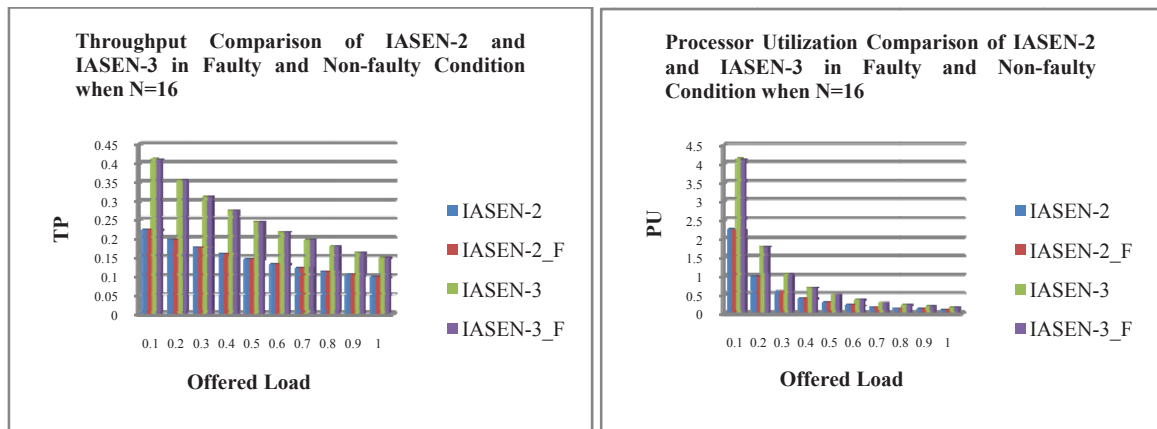 Throughput Comparison of IASEN-2 and
IASEN-3 in Faulty and Non-faulty Condition
when N=16
0.45
0.4
0.35
0.3
0.25
0.2
0.15
0.1
0.05
0
TP
0.1 0.2 0.3 0.4 0.5 0.6 0.7 0.8 0.9 1
Offered Load
IASEN-2
IASEN-2_F
IASEN-3
IASEN-3_F
Processor Utilization Comparison of IASEN-2
and IASEN-3 in Faulty and Non-faulty
Condition when N=16
4.5
4
3.5
3
2.5
2
1.5
1
0.5
0
PU
0.1 0.2 0.3 0.4 0.5 0.6 0.7 0.8 0.9 1
Offered Load
IASEN-2
IASEN-2_F
IASEN-3
IASEN-3_F